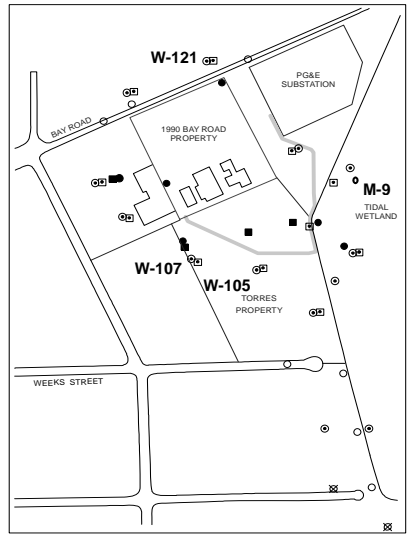 W-121
PG&E
SUBSTATION
BAY ROAD
1990 BAY ROAD
PROPERTY
M-9
TIDAL
WETLAND
W-107
W-105
TORRES
PROPERTY
WEEKS STREET